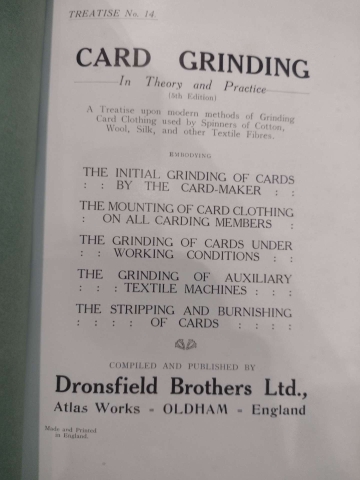 TREATISE No. 14.
CARD GRINDING
In Theory and Practice
(8th Edition)
A Treatise upon modern methods of Grinding
Card Clothing used by Spinners of Cotton,
Wool, Silk, and other Textile Fibres.
EMBODYING
THE INITIAL GRINDING OF CARDS
: : BY THE CARD-MAKER : :
THE MOUNTING OF CARD CLOTHING
: ON ALL CARDING MEMBERS :
THE GRINDING OF CARDS UNDER
: : WORKING CONDITIONS : :
THE GRINDING OF AUXILIARY
: : : TEXTILE MACHINES : : :
THE STRIPPING AND BURNISHING
: : : : OF CARDS : : : :
COMPILED AND PUBLISHED BY
Dronsfield Brothers Ltd.,
Atlas Works - OLDHAM - England
Made and Printed
in England.